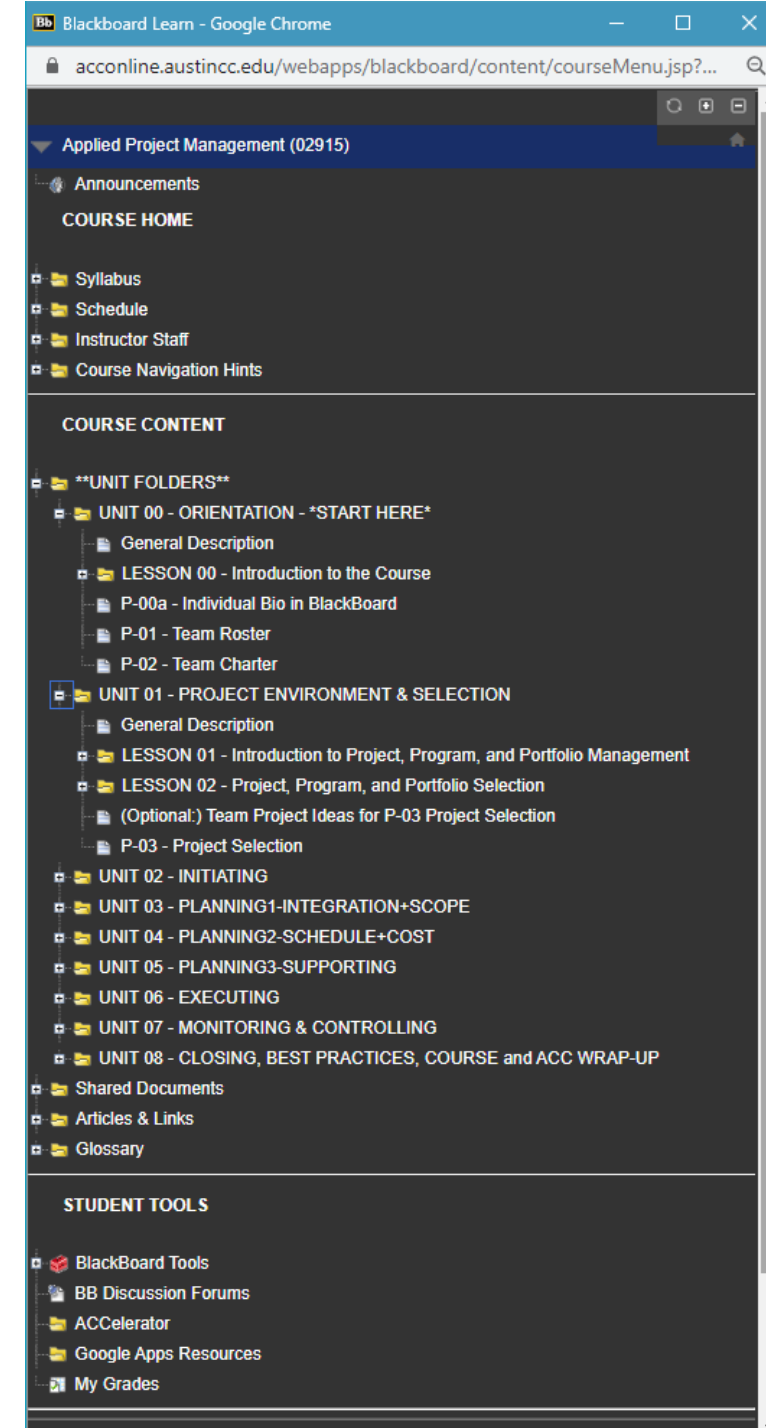 Bb Blackboard Learn - Google Chrome
acconline.austincc.edu/webapps/blackboard/content/courseMenu.jsp?...
Applied Project Management (02915)
Announcements
COURSE HOME
Syllabus
Schedule
Instructor Staff
Course Navigation Hints
COURSE CONTENT
**UNIT FOLDERS**
UNIT 00 - ORIENTATION - *START HERE*
General Description
LESSON 00 - Introduction to the Course
P-00a - Individual Bio in BlackBoard
P-01 - Team Roster
P-02 - Team Charter
UNIT 01 - PROJECT ENVIRONMENT & SELECTION
General Description
LESSON 01 - Introduction to Project, Program, and Portfolio Management
LESSON 02 - Project, Program, and Portfolio Selection
(Optional:) Team Project Ideas for P-03 Project Selection
P-03 - Project Selection
UNIT 02 - INITIATING
UNIT 03 - PLANNING1-INTEGRATION+SCOPE
UNIT 04 - PLANNING2-SCHEDULE+COST
UNIT 05 - PLANNING3-SUPPORTING
UNIT 06 - EXECUTING
UNIT 07 - MONITORING & CONTROLLING
UNIT 08 - CLOSING, BEST PRACTICES, COURSE and ACC WRAP-UP
Shared Documents
Articles & Links
Glossary
STUDENT TOOLS
BlackBoard Tools
BB Discussion Forums
ACCelerator
Google Apps Resources
My Grades